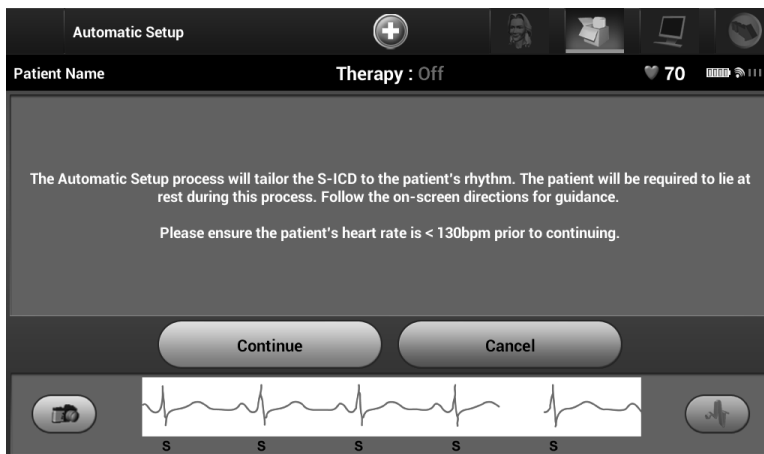 Automatic Setup
Patient Name
Therapy : Off
70
The Automatic Setup process will tailor the S-ICD to the patient's rhythm. The patient will be required to lie at
rest during this process. Follow the on-screen directions for guidance.
Please ensure the patient's heart rate is < 130bpm prior to continuing.
Continue
Cancel
S S S S S